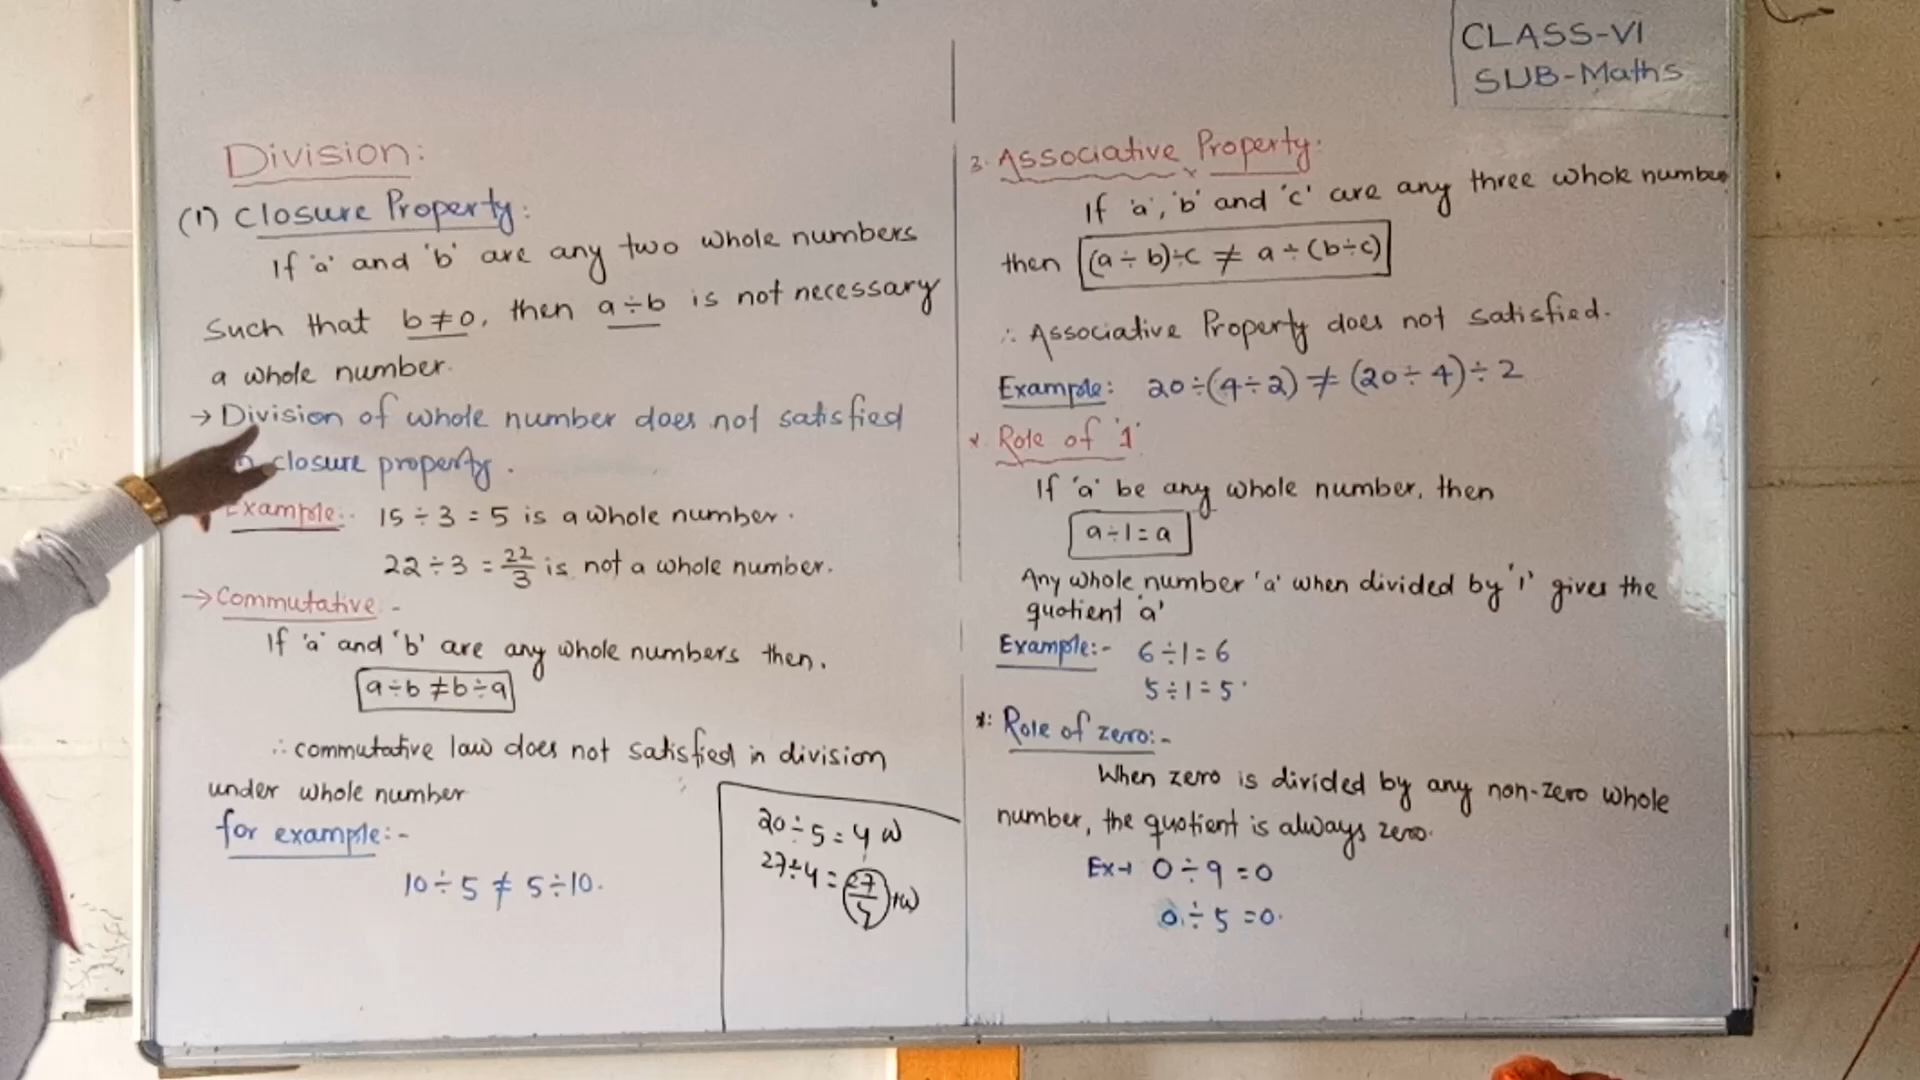 CLASS-VI
SUB-Maths
Division:
(1) Closure Property:
If 'a' and 'b' are any two whole numbers
Such that b≠0, then a÷b is not necessary
a whole number.
→ Division of whole number does not satisfied
closure property.
Example:- 15 ÷ 3 = 5 is a whole number.
22 ÷ 3 = 22/3 is not a whole number.
→ Commutative:-
If 'a' and 'b' are any whole numbers then.
a÷b ≠ b÷a
∴ commutative law does not satisfied in division
under whole number
for example:-
10 ÷ 5 ≠ 5 ÷ 10.
20 ÷ 5 = 4 W
27 ÷ 4 = 27/4
3. Associative Property:
If 'a', 'b' and 'c' are any three whole number
then (a ÷ b) ÷ c ≠ a ÷ (b ÷ c)
∴ Associative Property does not satisfied.
Example: 20 ÷ (4 ÷ 2) ≠ (20 ÷ 4) ÷ 2
* Role of '1'
If 'a' be any whole number, then
a ÷ 1 = a
Any whole number 'a' when divided by '1' gives the
quotient 'a'
Example:- 6 ÷ 1 = 6
5 ÷ 1 = 5.
*: Role of zero:-
When zero is divided by any non-zero whole
number, the quotient is always zero.
Ex→ 0 ÷ 9 = 0
0 ÷ 5 = 0.